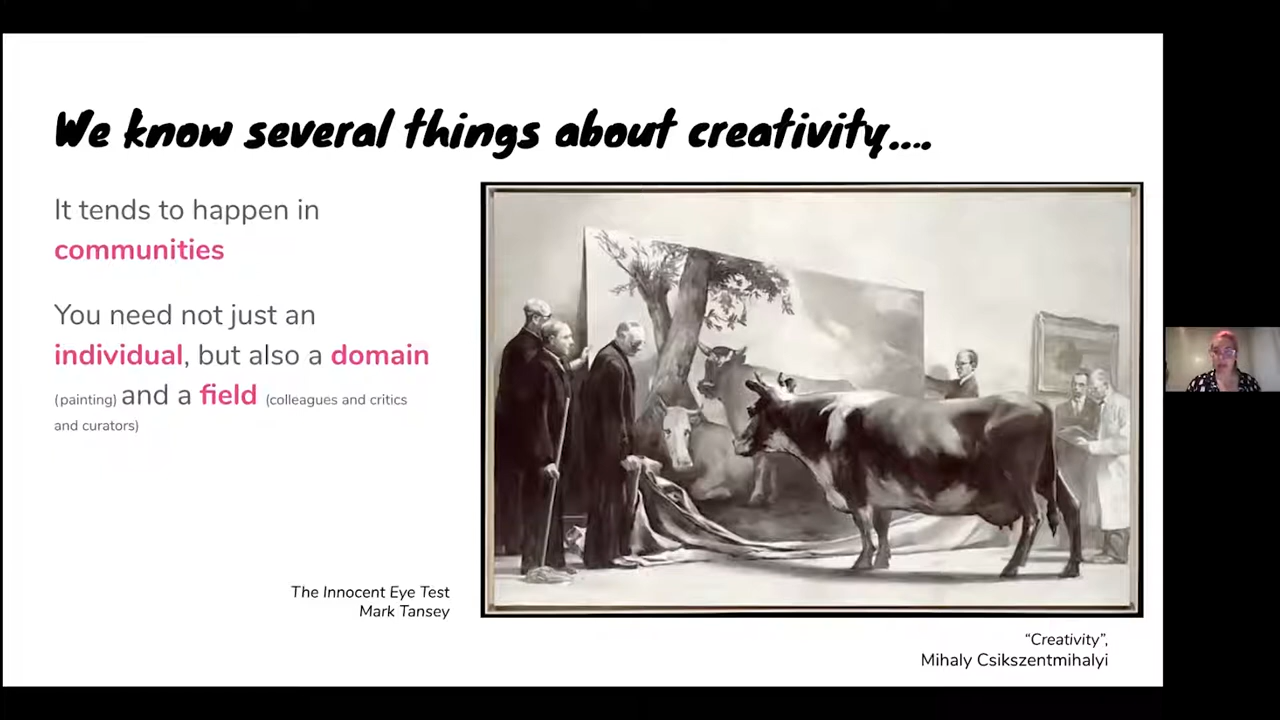 We know several things about creativity....
It tends to happen in
communities
You need not just an
individual, but also a domain
(painting) and a field (colleagues and critics
and curators)
The Innocent Eye Test
Mark Tansey
“Creativity”,
Mihaly Csikszentmihalyi